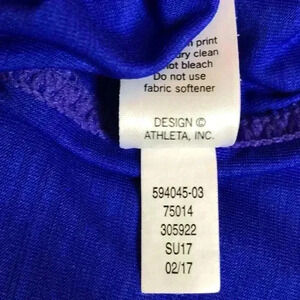 print
dry clean
not bleach
Do not use
fabric softener
DESIGN ©
ATHLETA, INC.
594045-03
75014
305922
SU17
02/17